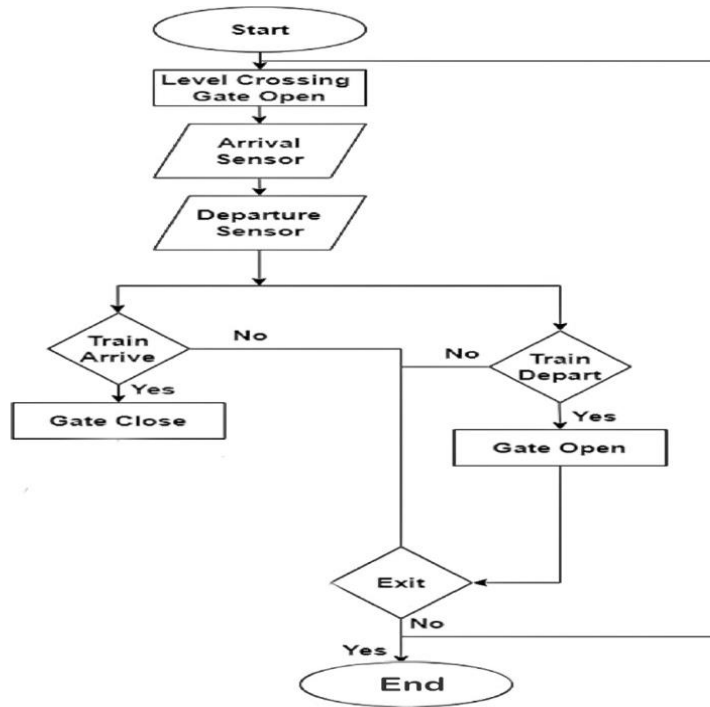 Start
Level Crossing
Gate Open
Arrival
Sensor
Departure
Sensor
Train
Arrive
No
No
Train
Depart
Yes
Yes
Gate Close
Gate Open
Exit
No
Yes
End